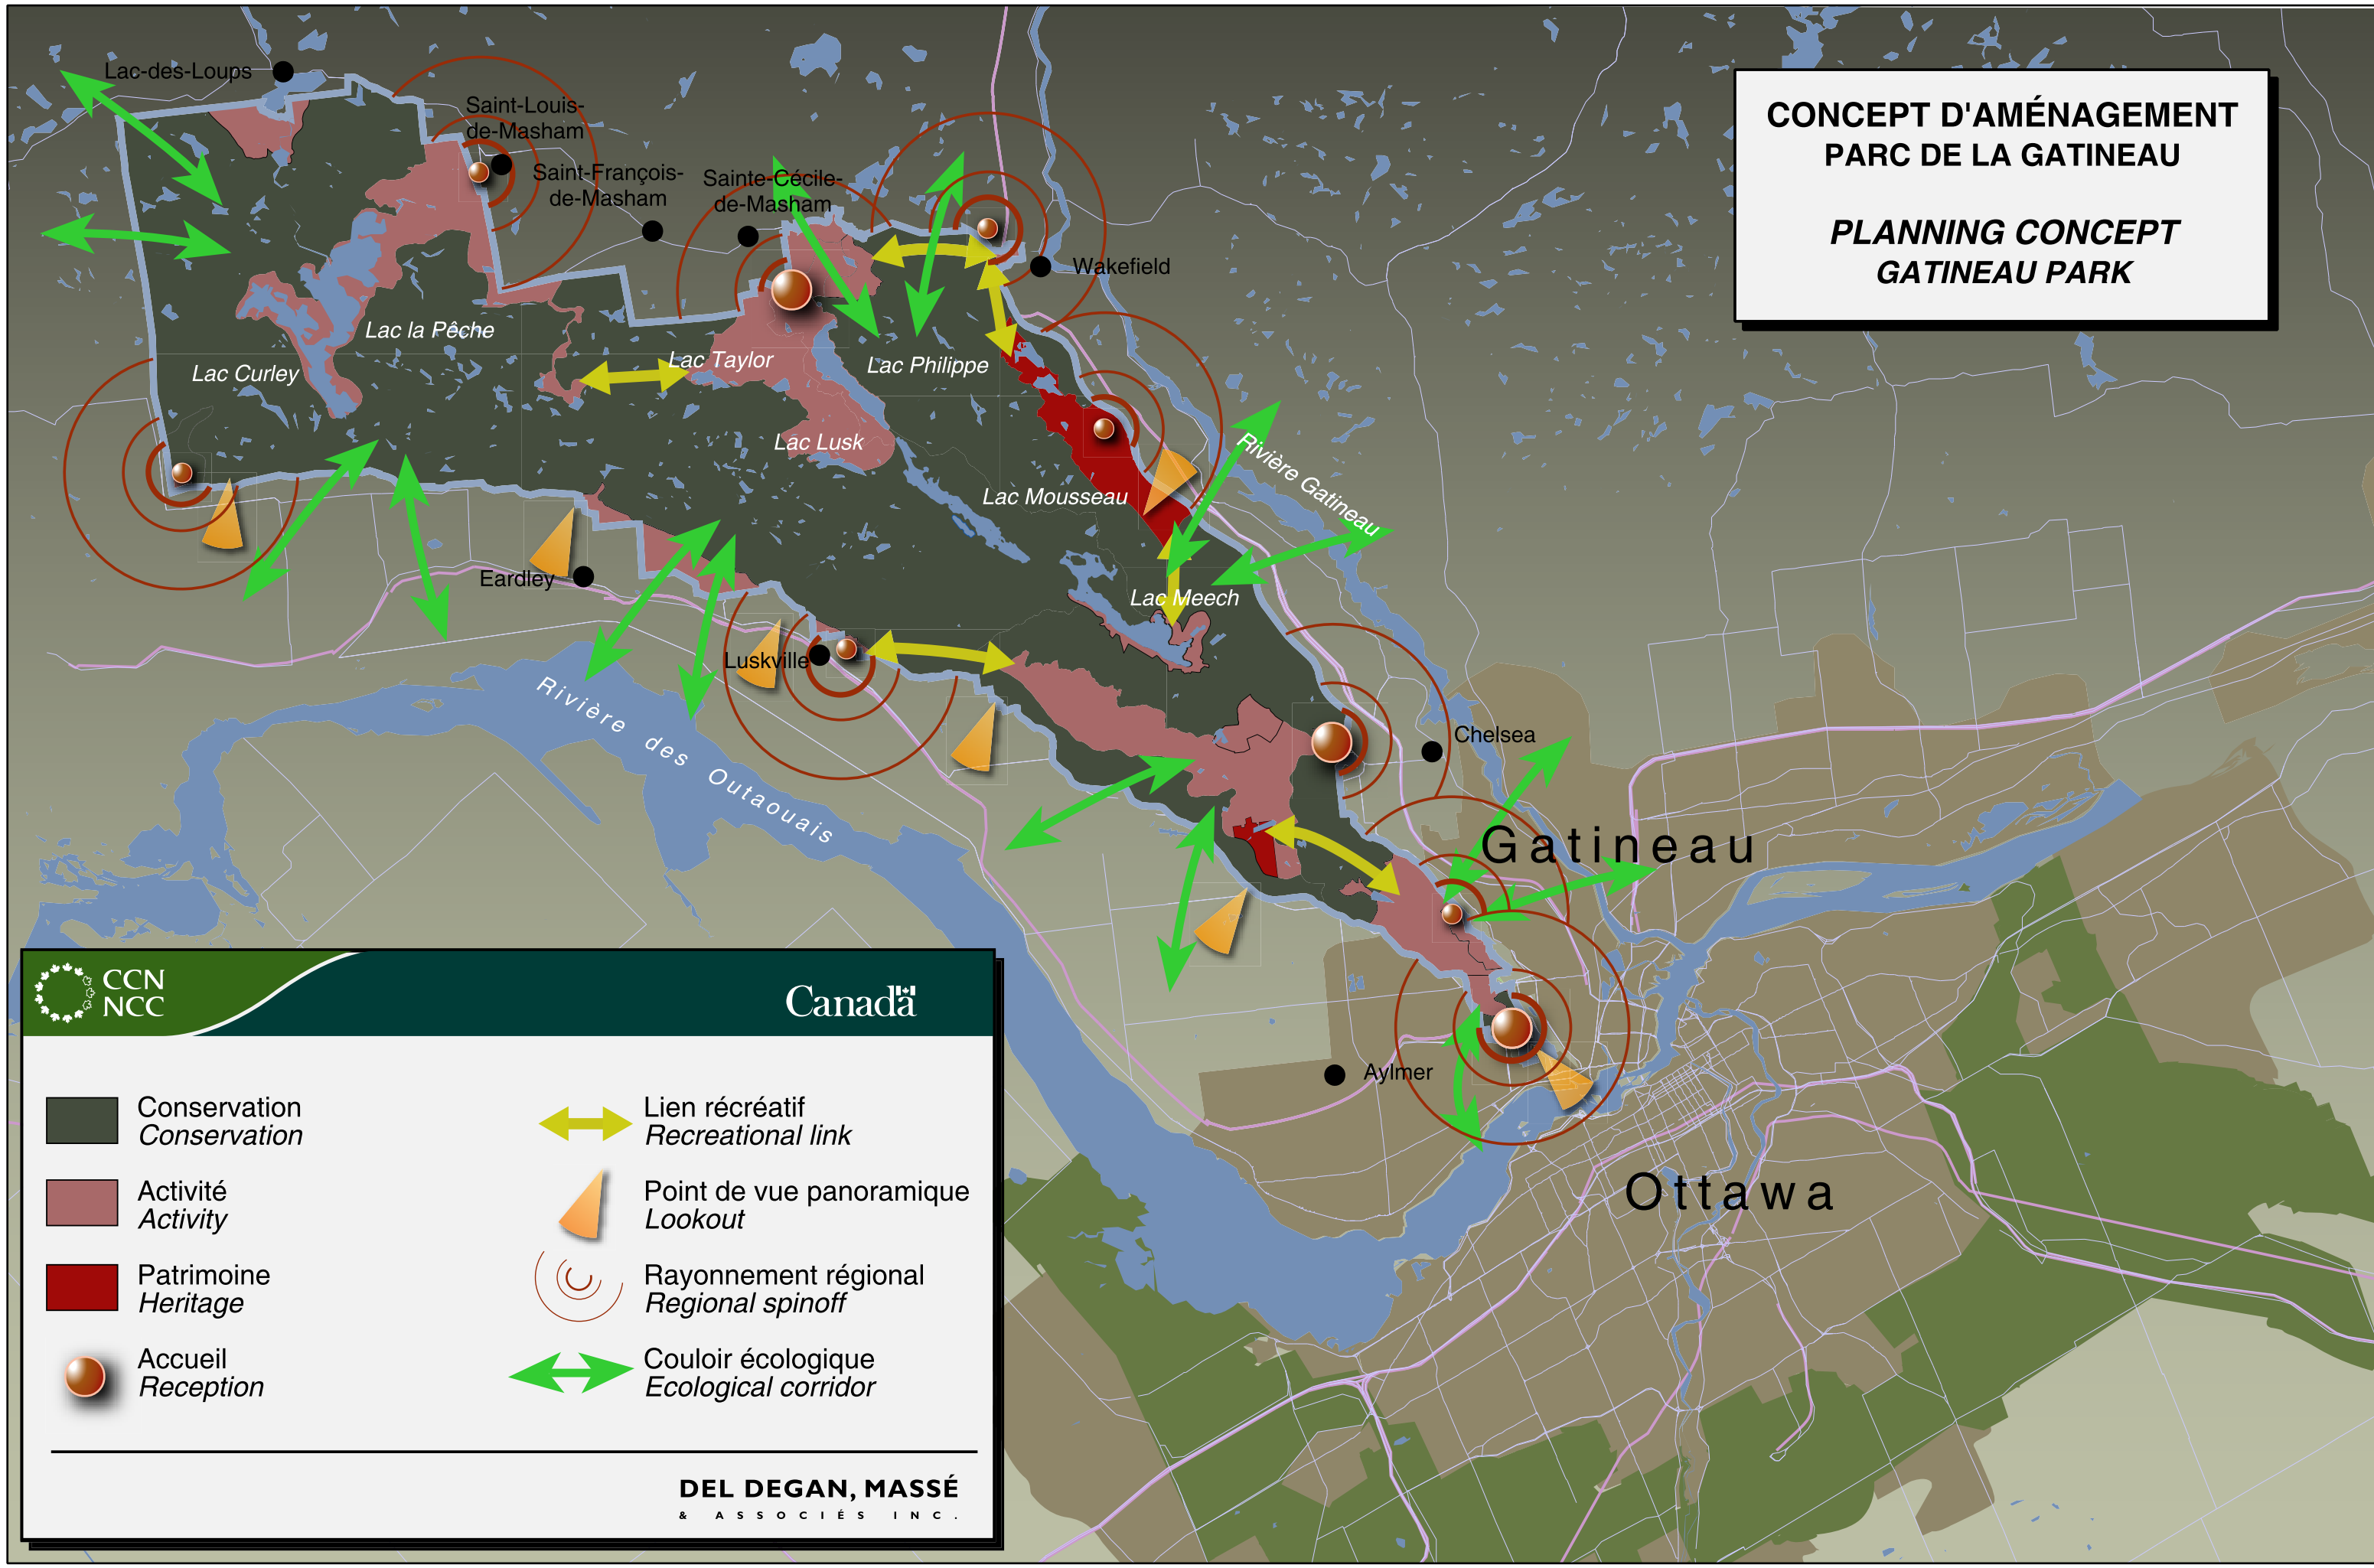 CONCEPT D'AMÉNAGEMENT
PARC DE LA GATINEAU
PLANNING CONCEPT
GATINEAU PARK
Lac-des-Loups
Saint-Louis-
de-Masham
Saint-François-
de-Masham
Sainte-Cécile-
de-Masham
Wakefield
Lac la Pêche
Lac Curley
Lac Taylor
Lac Philippe
Lac Lusk
Lac Mousseau
Rivière Gatineau
Eardley
Lac Meech
Luskville
Rivière des Outaouais
Chelsea
Gatineau
Aylmer
Ottawa
CCN
NCC
Canada
Conservation
Conservation
Activité
Activity
Patrimoine
Heritage
Accueil
Reception
Lien récréatif
Recreational link
Point de vue panoramique
Lookout
Rayonnement régional
Regional spinoff
Couloir écologique
Ecological corridor
DEL DEGAN, MASSÉ
& ASSOCIÉS INC.